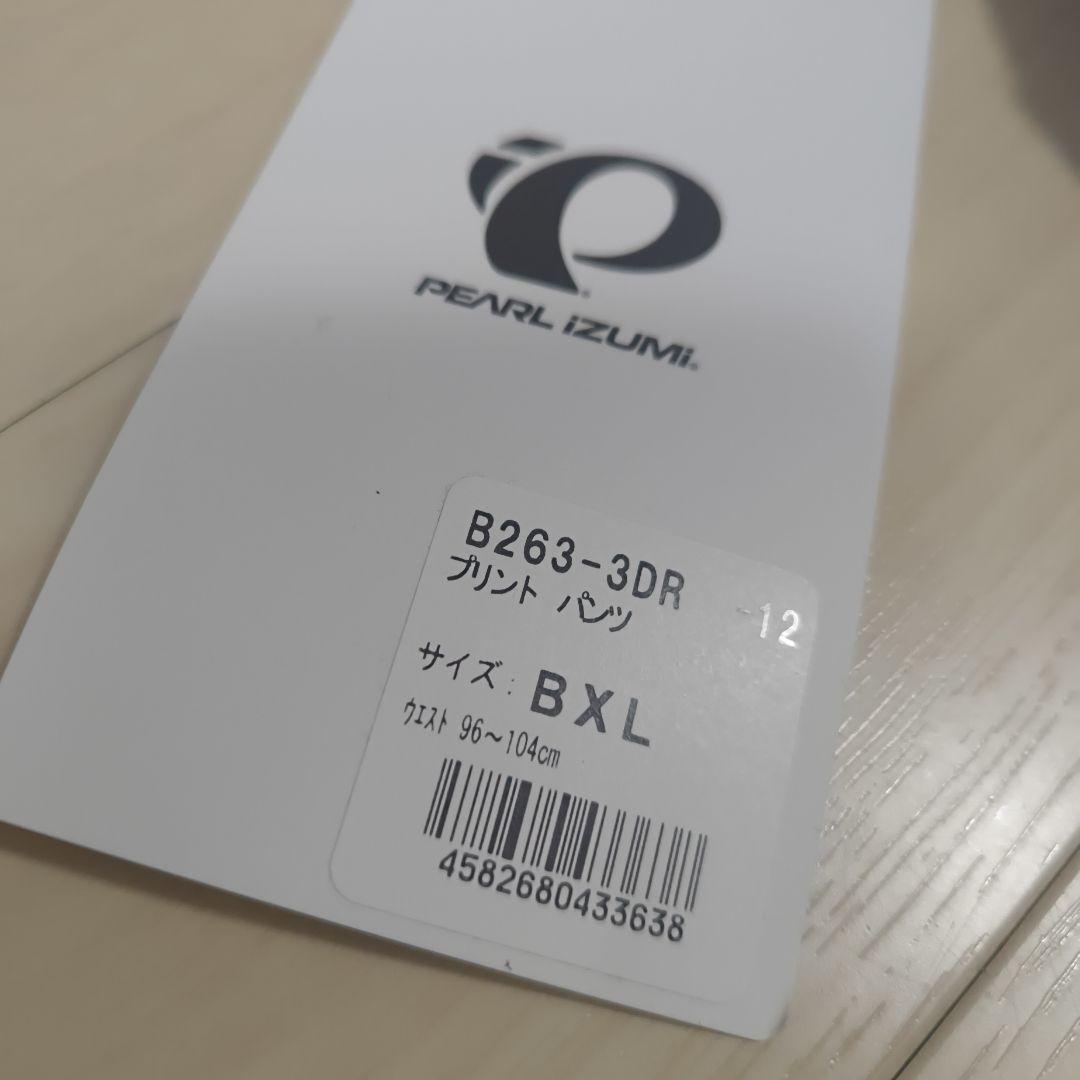 PEARL iZUMi
B263-3DR -12
プリント パンツ
サイズ: BXL
ウエスト 96～104cm
4582680433638